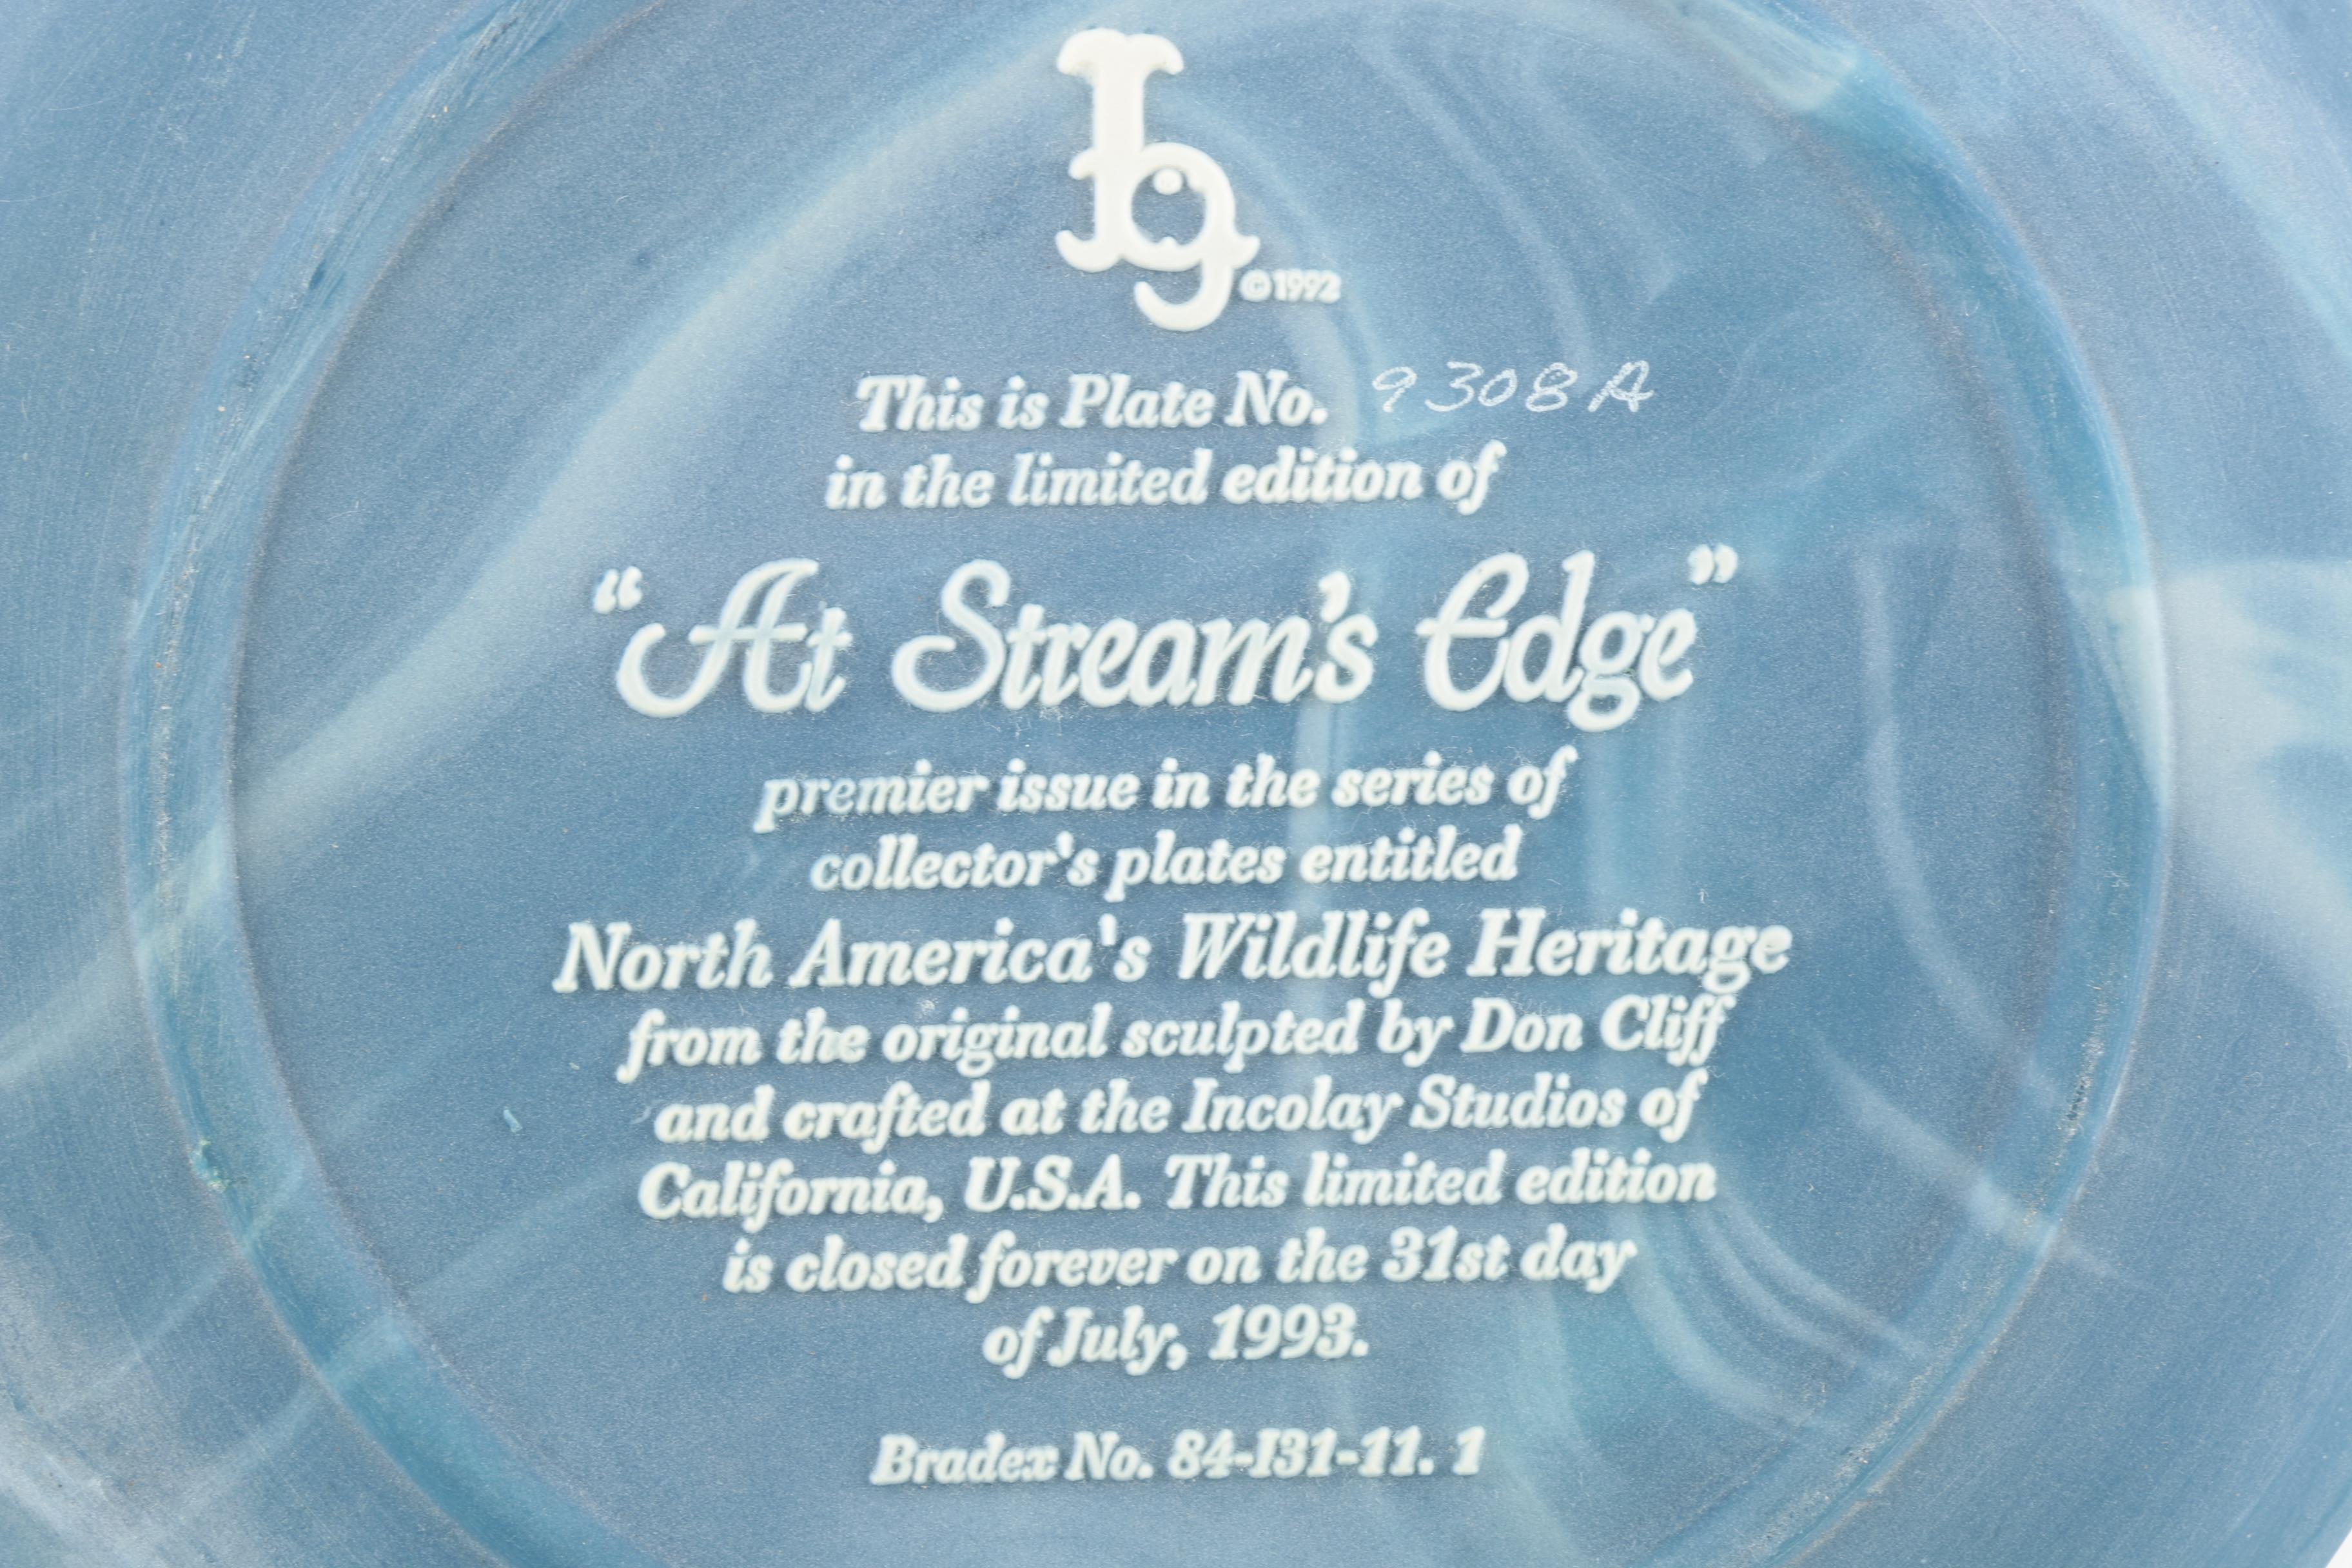 ©1992
This is Plate No. 9308A
in the limited edition of
“At Stream’s Edge”
premier issue in the series of
collector's plates entitled
North America's Wildlife Heritage
from the original sculpted by Don Cliff
and crafted at the Incolay Studios of
California, U.S.A. This limited edition
is closed forever on the 31st day
of July, 1993.
Bradex No. 84-I31-11. 1